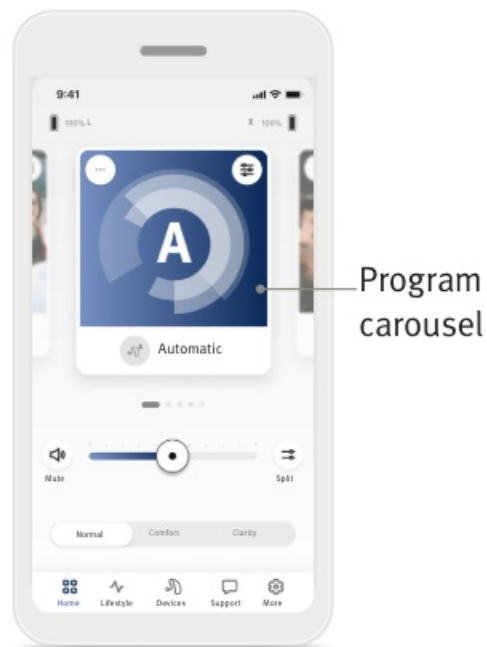 9:41
100% L
R 100%
A
Automatic
Program
carousel
Mute
Split
Normal Comfort Clarity
Home Lifestyle Devices Support More